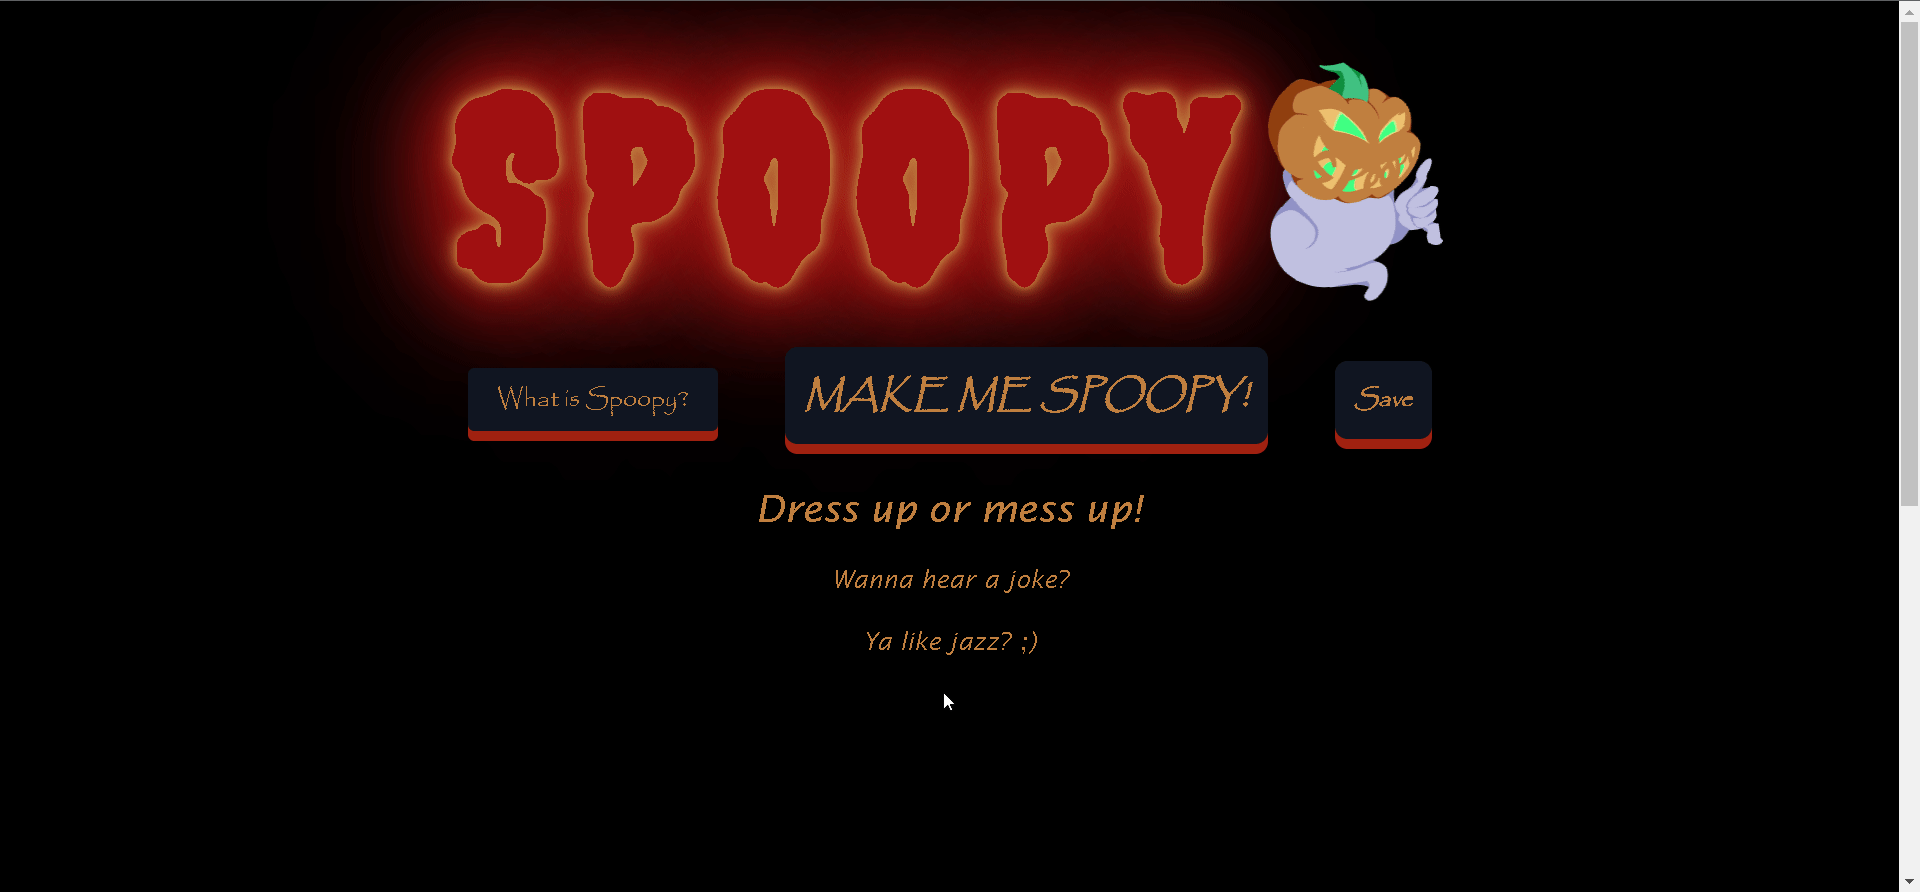 SPOOPY
What is Spoopy?
MAKE ME SPOOPY!
Save
Dress up or mess up!
Wanna hear a joke?
Ya like jazz? ;)